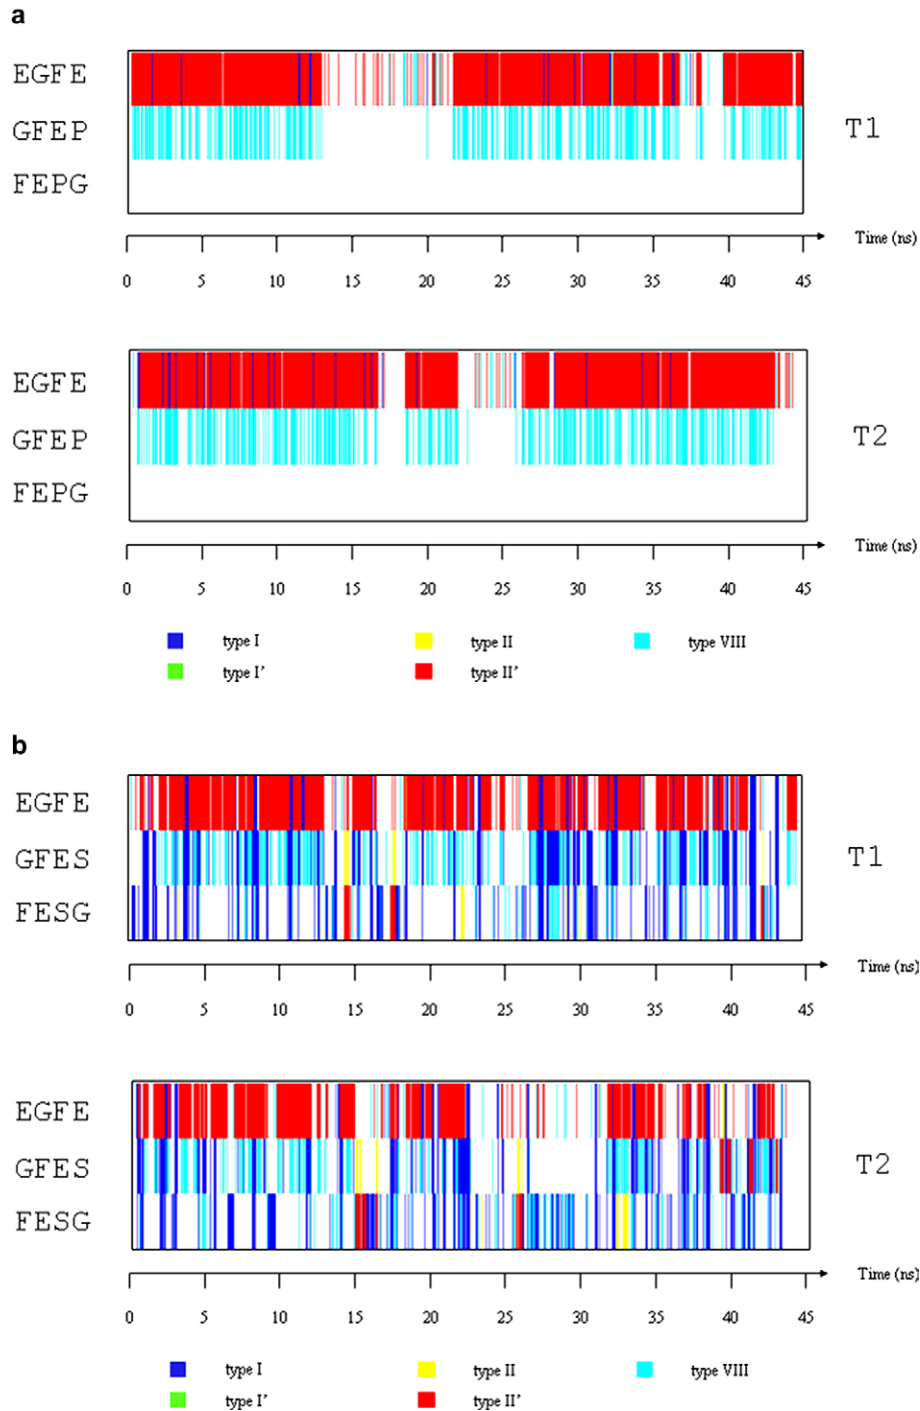 a
EGFE
GFEP
FEPG
T1
Time (ns)
0 5 10 15 20 25 30 35 40 45
EGFE
GFEP
FEPG
T2
Time (ns)
0 5 10 15 20 25 30 35 40 45
type I type II type VIII
type I' type II'
b
EGFE
GFES
FESG
T1
Time (ns)
0 5 10 15 20 25 30 35 40 45
EGFE
GFES
FESG
T2
Time (ns)
0 5 10 15 20 25 30 35 40 45
type I type II type VIII
type I' type II'